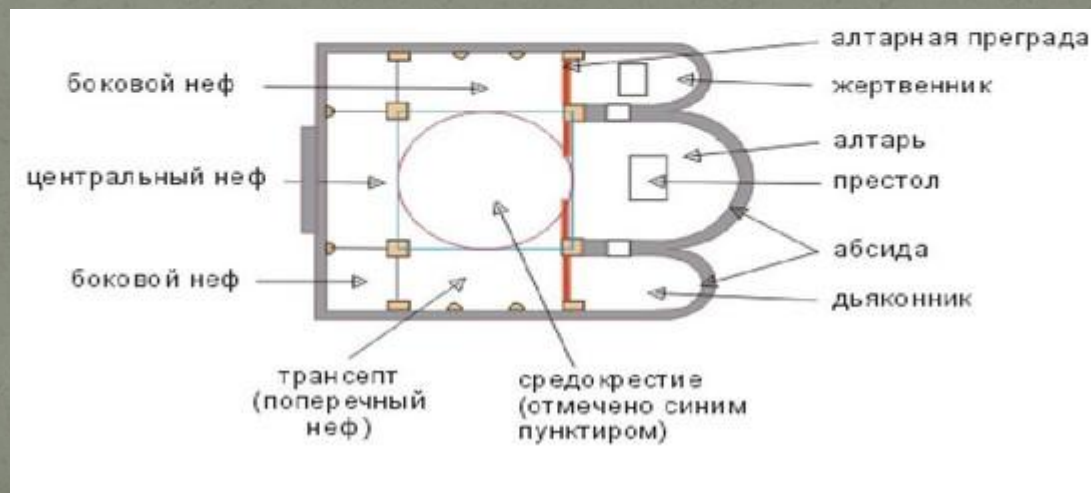 алтарная преграда
боковой неф
жертвенник
алтарь
центральный неф
престол
абсида
боковой неф
дьяконник
трансепт
(поперечный
неф)
средокрестие
(отмечено синим
пунктиром)